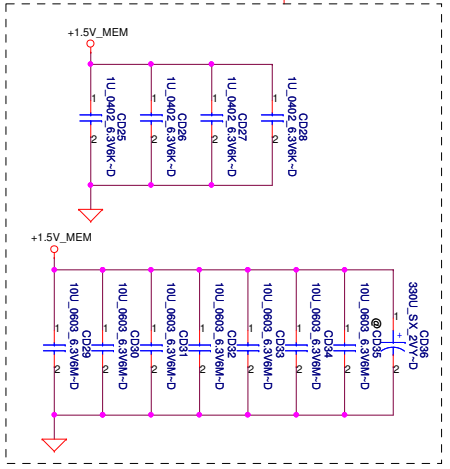 +1.5V_MEM
1
2
1U_0402_6.3V6K~D
CD25
1
2
1U_0402_6.3V6K~D
CD26
1
2
1U_0402_6.3V6K~D
CD27
1
2
1U_0402_6.3V6K~D
CD28
+1.5V_MEM
1
2
10U_0603_6.3V6M~D
CD29
1
2
10U_0603_6.3V6M~D
CD30
1
2
10U_0603_6.3V6M~D
CD31
1
2
10U_0603_6.3V6M~D
CD32
1
2
10U_0603_6.3V6M~D
CD33
1
2
10U_0603_6.3V6M~D
CD34
1
2
10U_0603_6.3V6M~D
@CD35
1
+
2
330U_SX_2VY~D
CD36